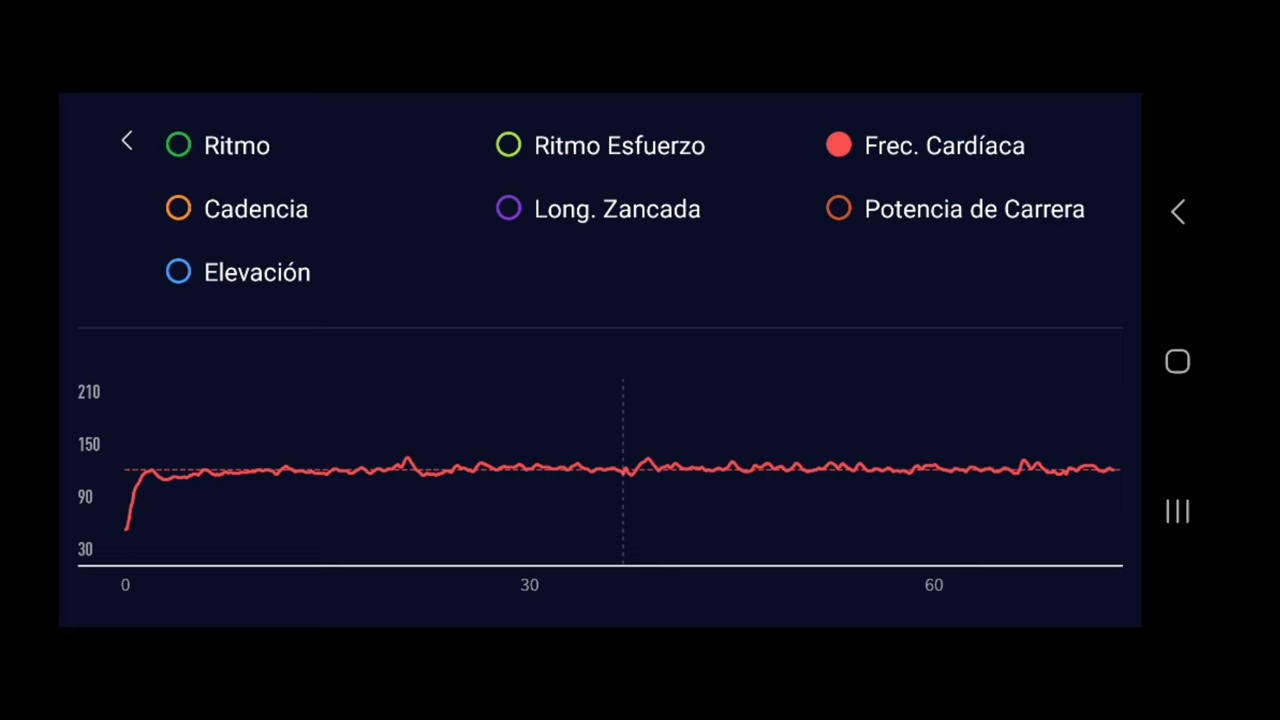 Ritmo Ritmo Esfuerzo Frec. Cardíaca
Cadencia Long. Zancada Potencia de Carrera
Elevación
210
150
90
30
0 30 60